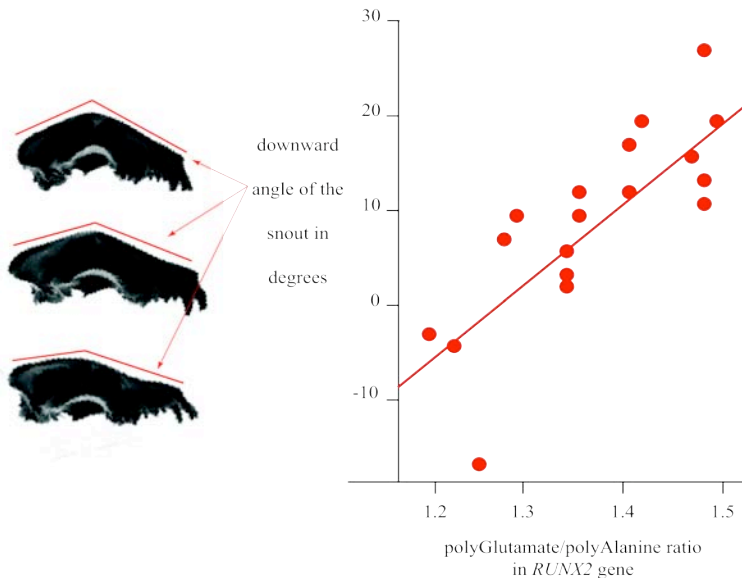 downward
angle of the
snout in
degrees
30
20
10
0
-10
1.2
1.3
1.4
1.5
polyGlutamate/polyAlanine ratio
in RUNX2 gene